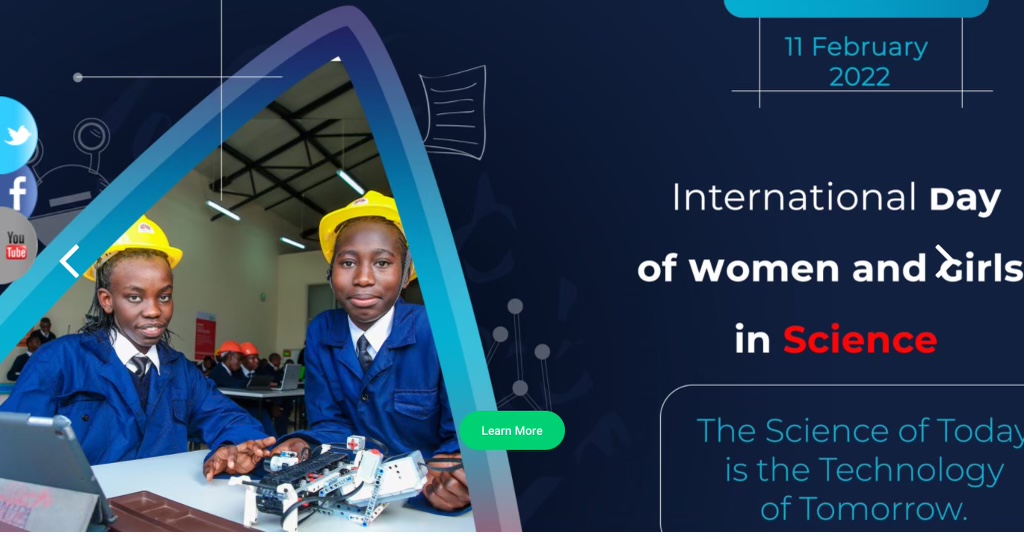 11 February
2022
You
Tube
International Day
of women and Girls
in Science
Learn More
The Science of Today
is the Technology
of Tomorrow.